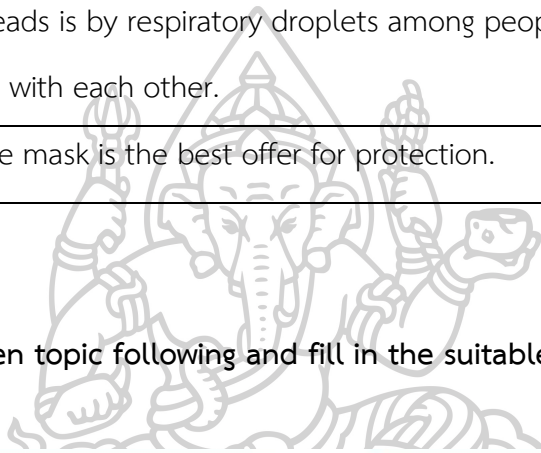 eads is by respiratory droplets among peop
with each other.
e mask is the best offer for protection.
en topic following and fill in the suitable